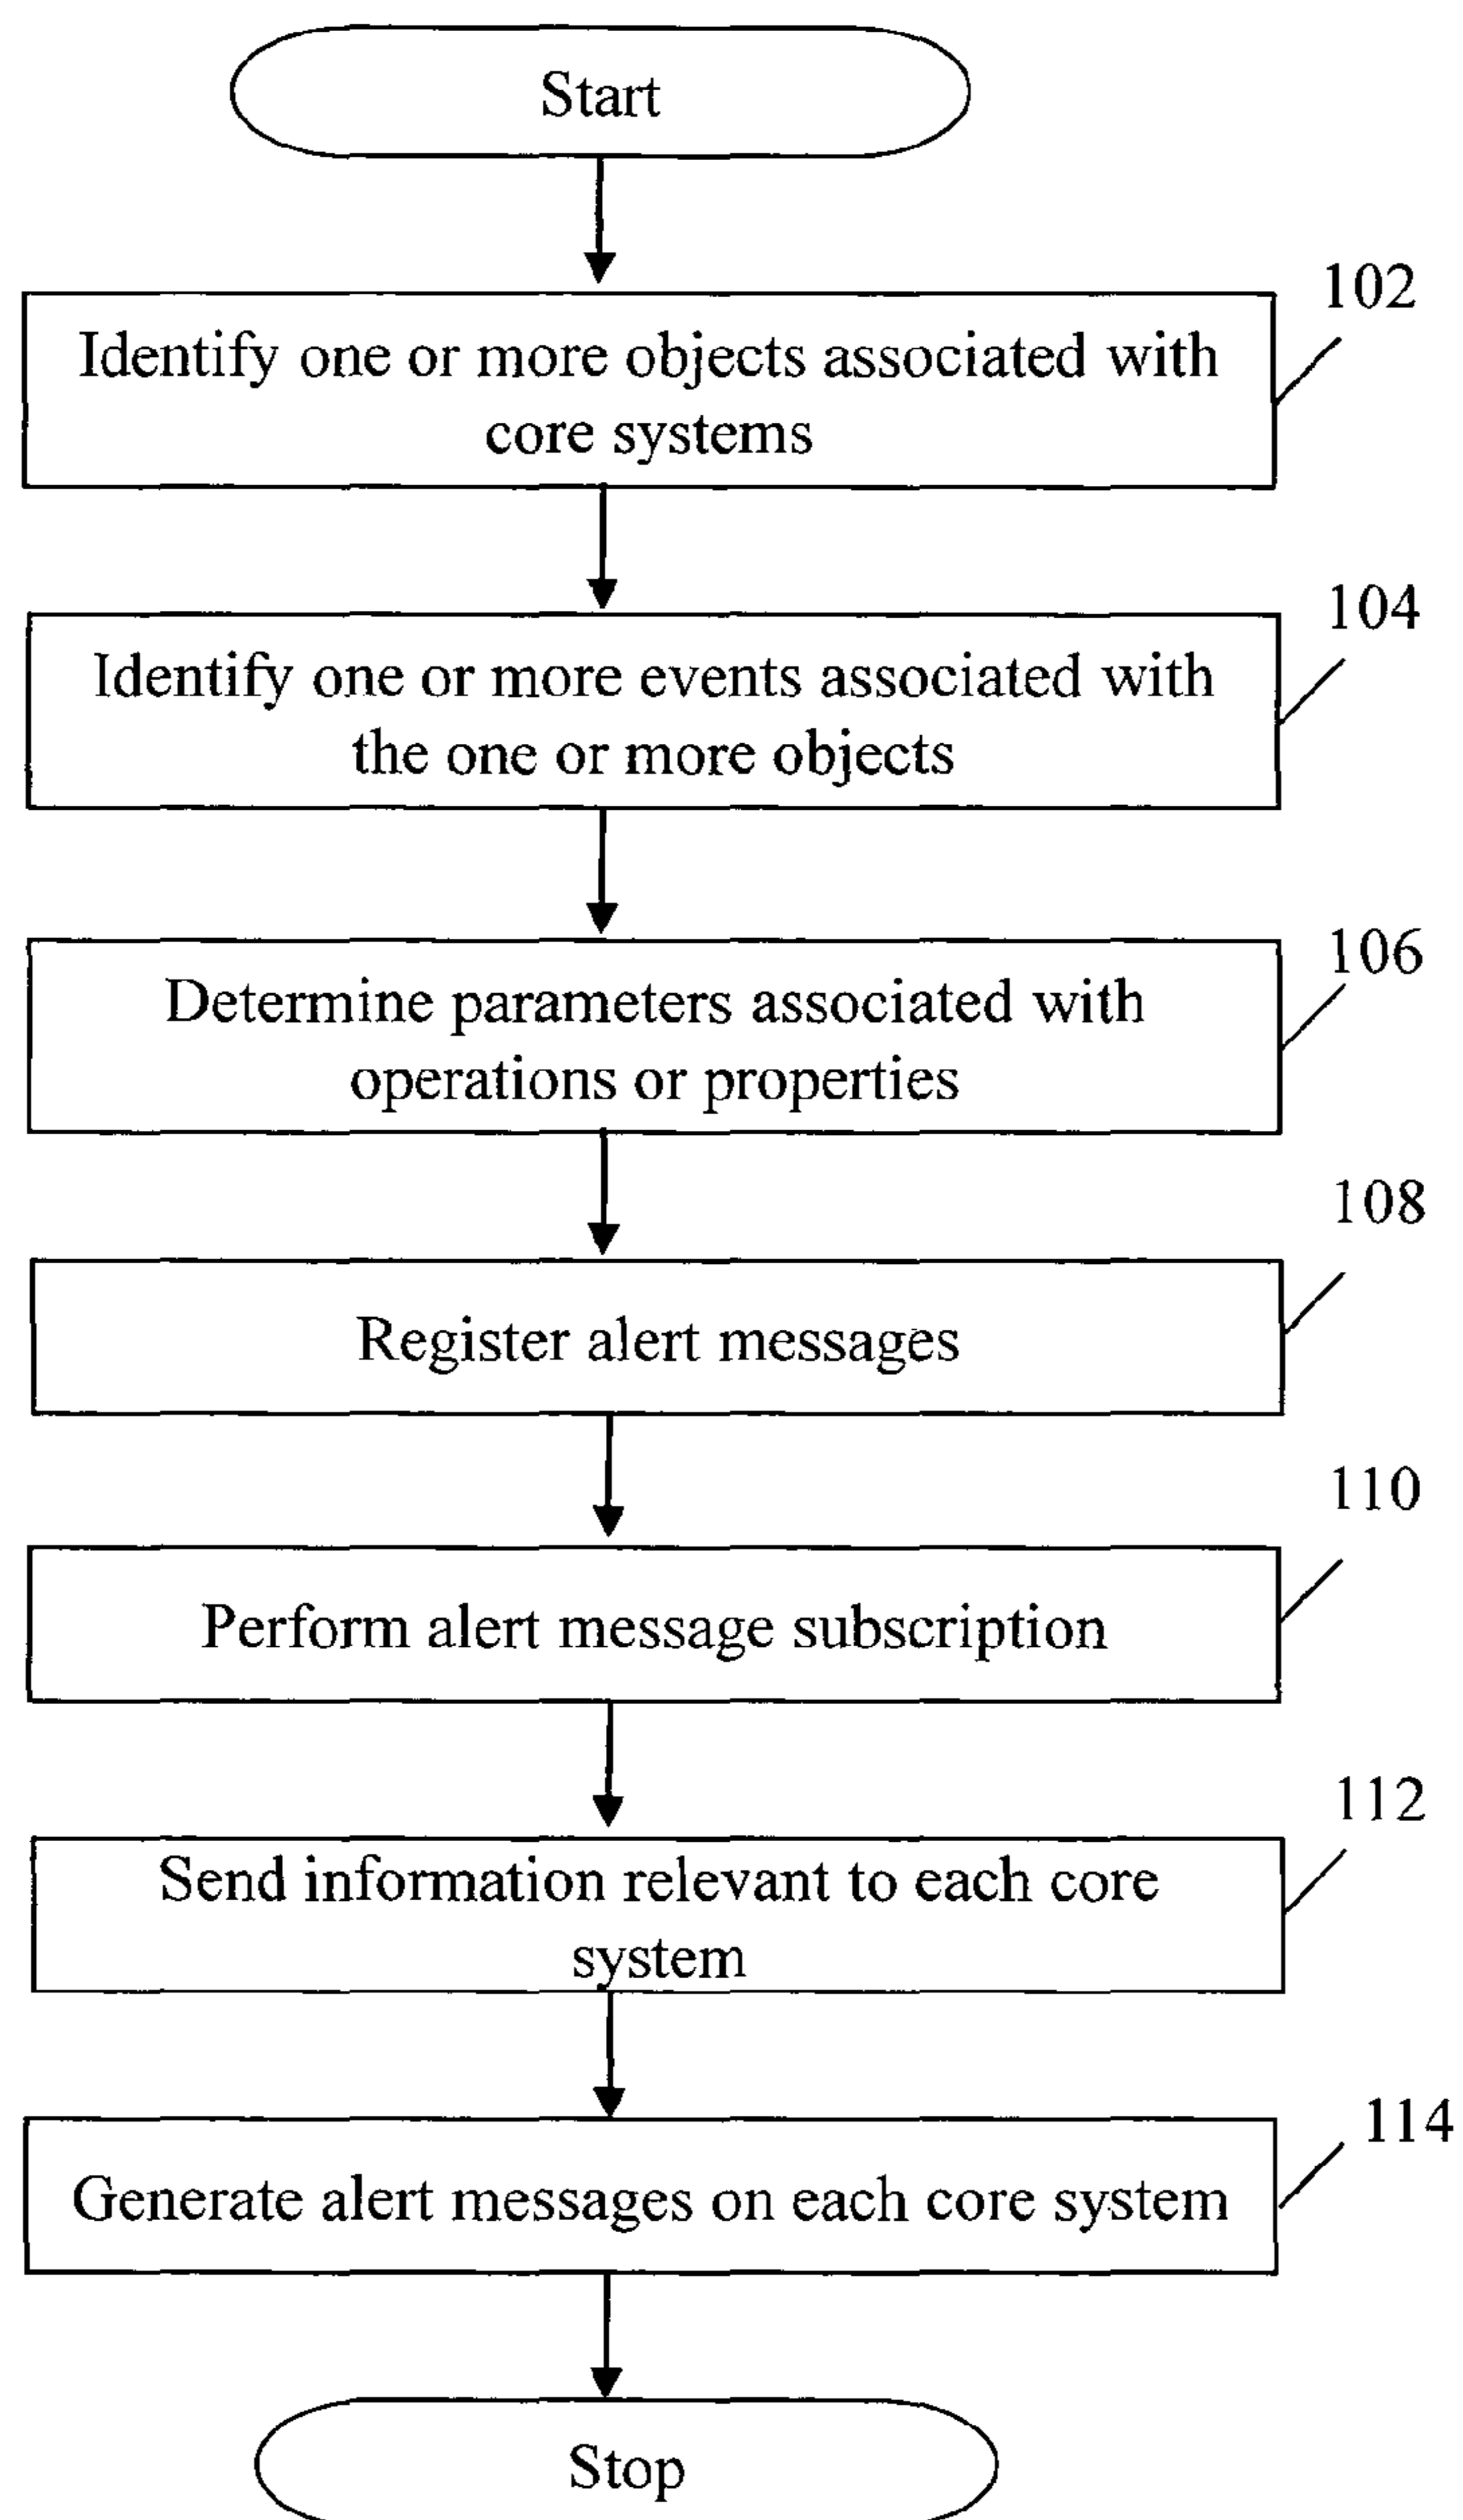 Start
102
Identify one or more objects associated with
core systems
104
Identify one or more events associated with
the one or more objects
106
Determine parameters associated with
operations or properties
108
Register alert messages
110
Perform alert message subscription
112
Send information relevant to each core
system
114
Generate alert messages on each core system
Stop